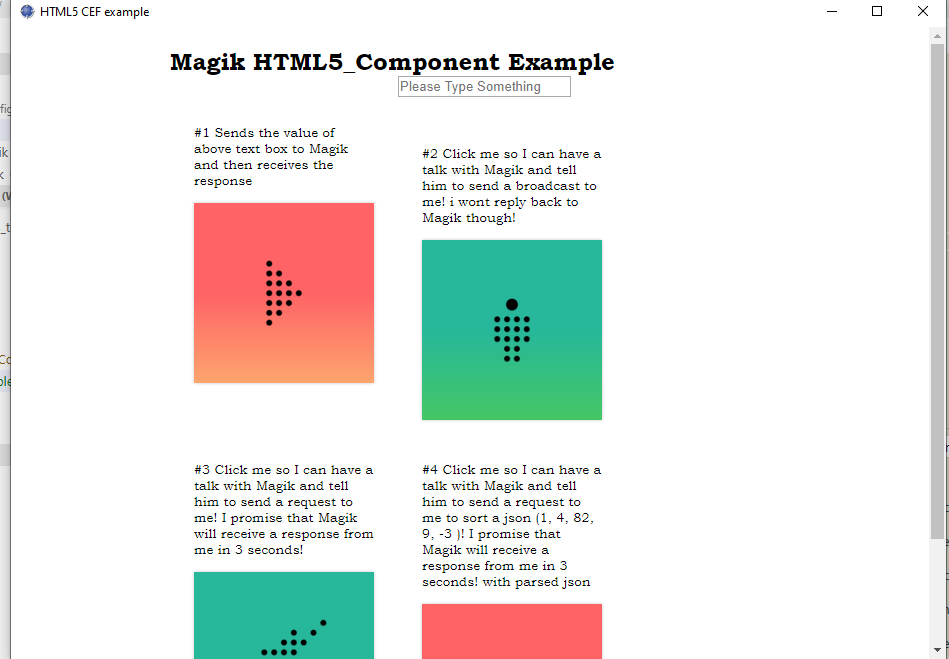 HTML5 CEF example
Magik HTML5_Component Example
Please Type Something
#1 Sends the value of
above text box to Magik
and then receives the
response
#2 Click me so I can have a
talk with Magik and tell
him to send a broadcast to
me! i wont reply back to
Magik though!
#3 Click me so I can have a
talk with Magik and tell
him to send a request to
me! I promise that Magik
will receive a response from
me in 3 seconds!
#4 Click me so I can have a
talk with Magik and tell
him to send a request to
me to sort a json (1, 4, 82,
9, -3 )! I promise that
Magik will receive a
response from me in 3
seconds! with parsed json